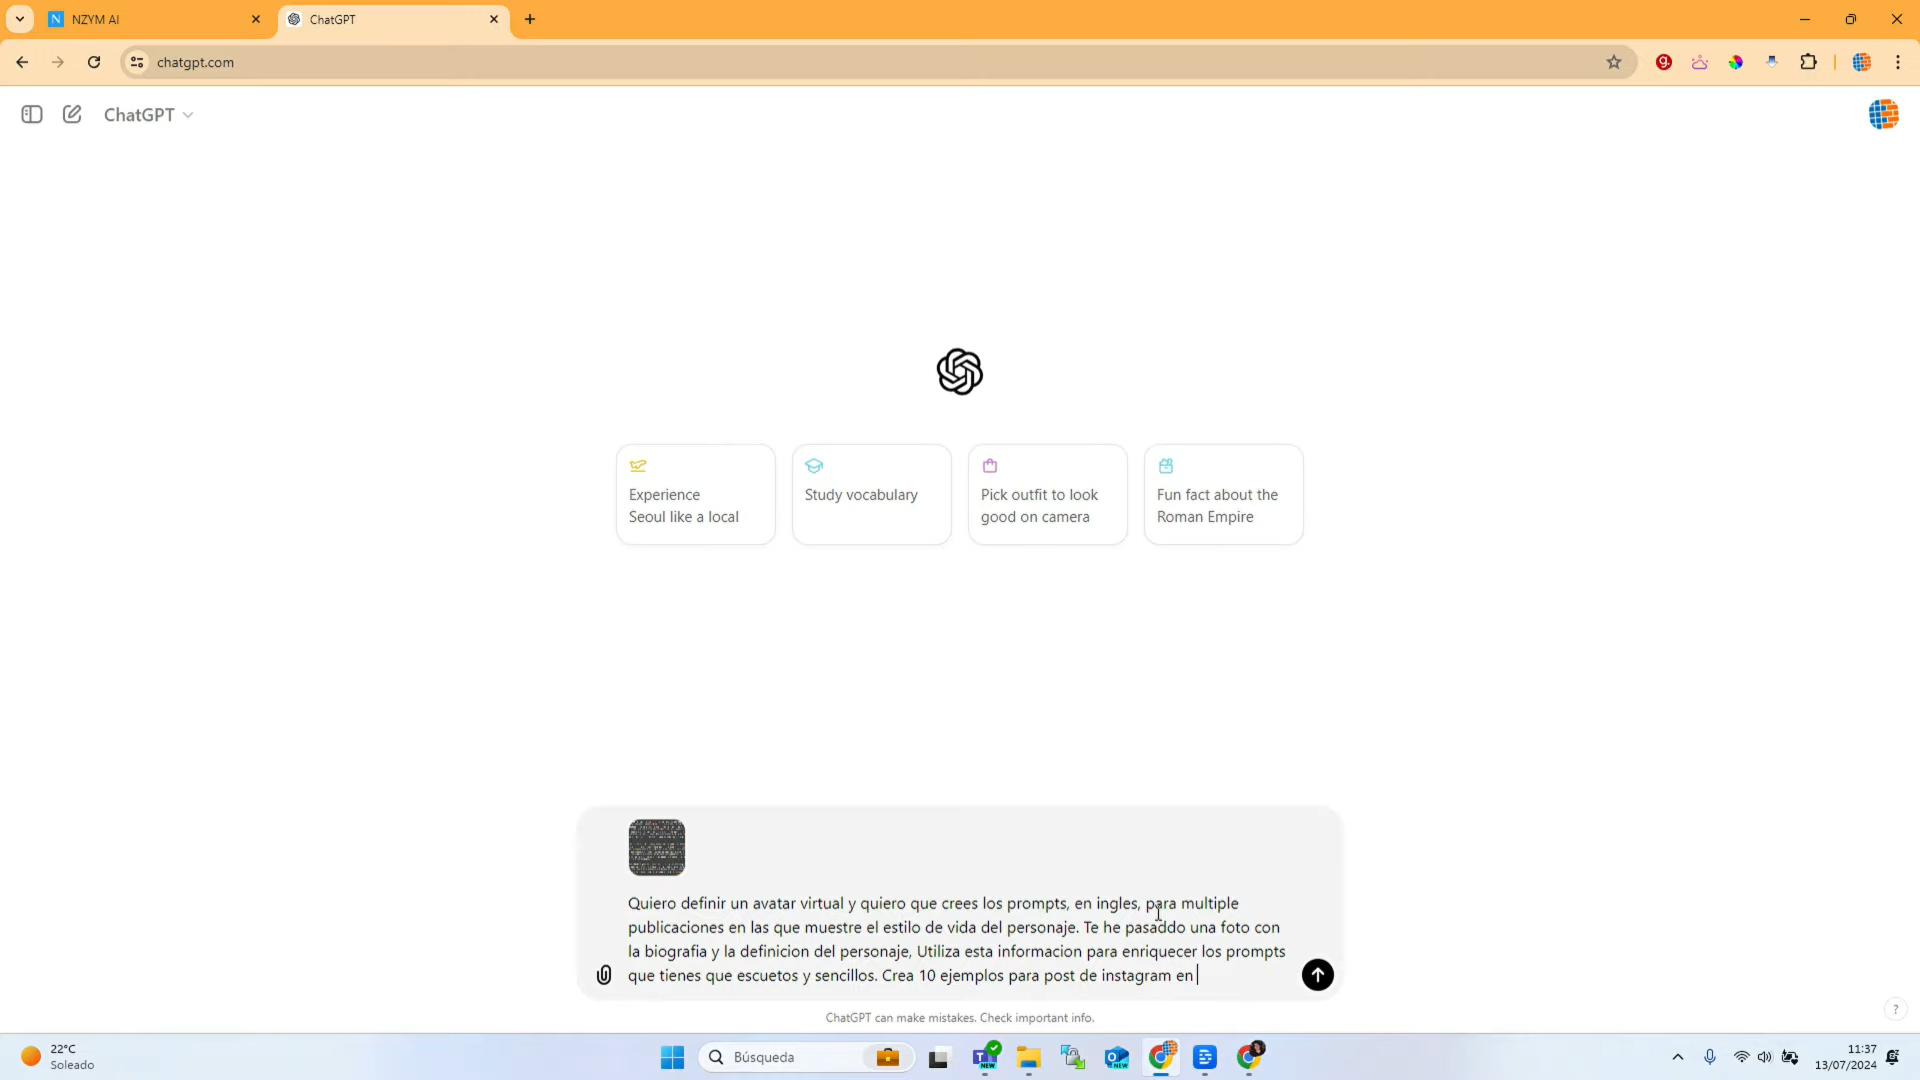 NZYM AI
ChatGPT
chatgpt.com
ChatGPT
Experience
Seoul like a local
Study vocabulary
Pick outfit to look
good on camera
Fun fact about the
Roman Empire
Quiero definir un avatar virtual y quiero que crees los prompts, en ingles, para multiple
publicaciones en las que muestre el estilo de vida del personaje. Te he pasaddo una foto con
la biografia y la definicion del personaje, Utiliza esta informacion para enriquecer los prompts
que tienes que escuetos y sencillos. Crea 10 ejemplos para post de instagram en
ChatGPT can make mistakes. Check important info.
?
22°C
Soleado
Búsqueda
NEW
NEW
11:37
13/07/2024